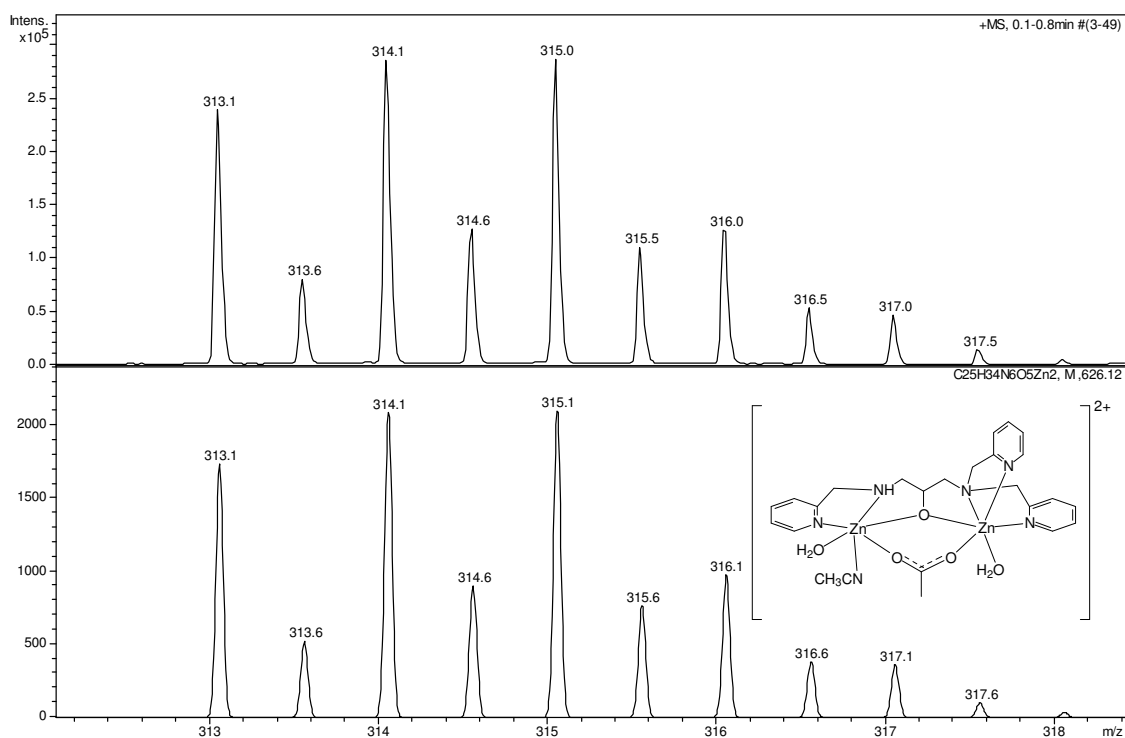 Intens.
x10⁵
+MS, 0.1-0.8min #(3-49)
2.5
2.0
1.5
1.0
0.5
0.0
313.1
313.6
314.1
314.6
315.0
315.5
316.0
316.5
317.0
317.5
C25H34N6O5Zn2, M ,626.12
2000
1500
1000
500
0
313.1
313.6
314.1
314.6
315.1
315.6
316.1
316.6
317.1
317.6
2+
N
NH
N
N
N
Zn
O
Zn
H₂O
O
O
H₂O
CH₃CN
313
314
315
316
317
318
m/z